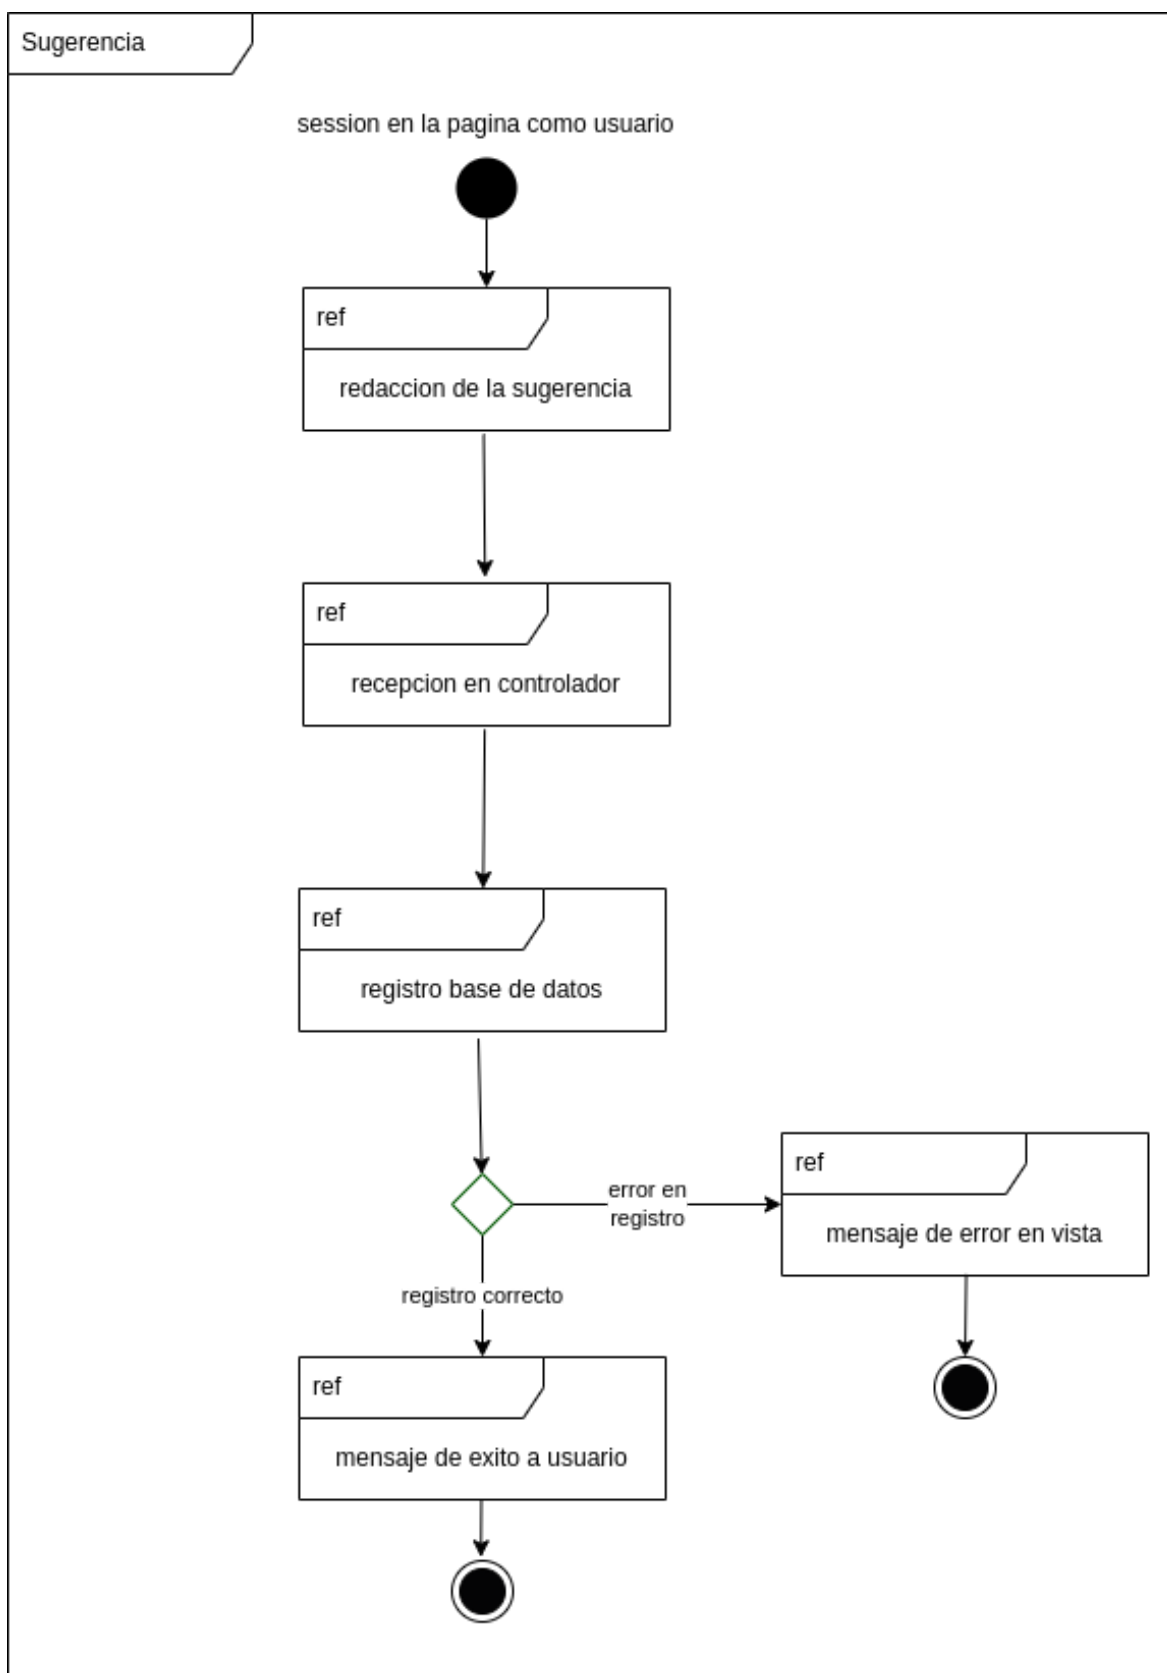 Sugerencia
session en la pagina como usuario
ref
redaccion de la sugerencia
ref
recepcion en controlador
ref
registro base de datos
error en
registro
ref
mensaje de error en vista
registro correcto
ref
mensaje de exito a usuario